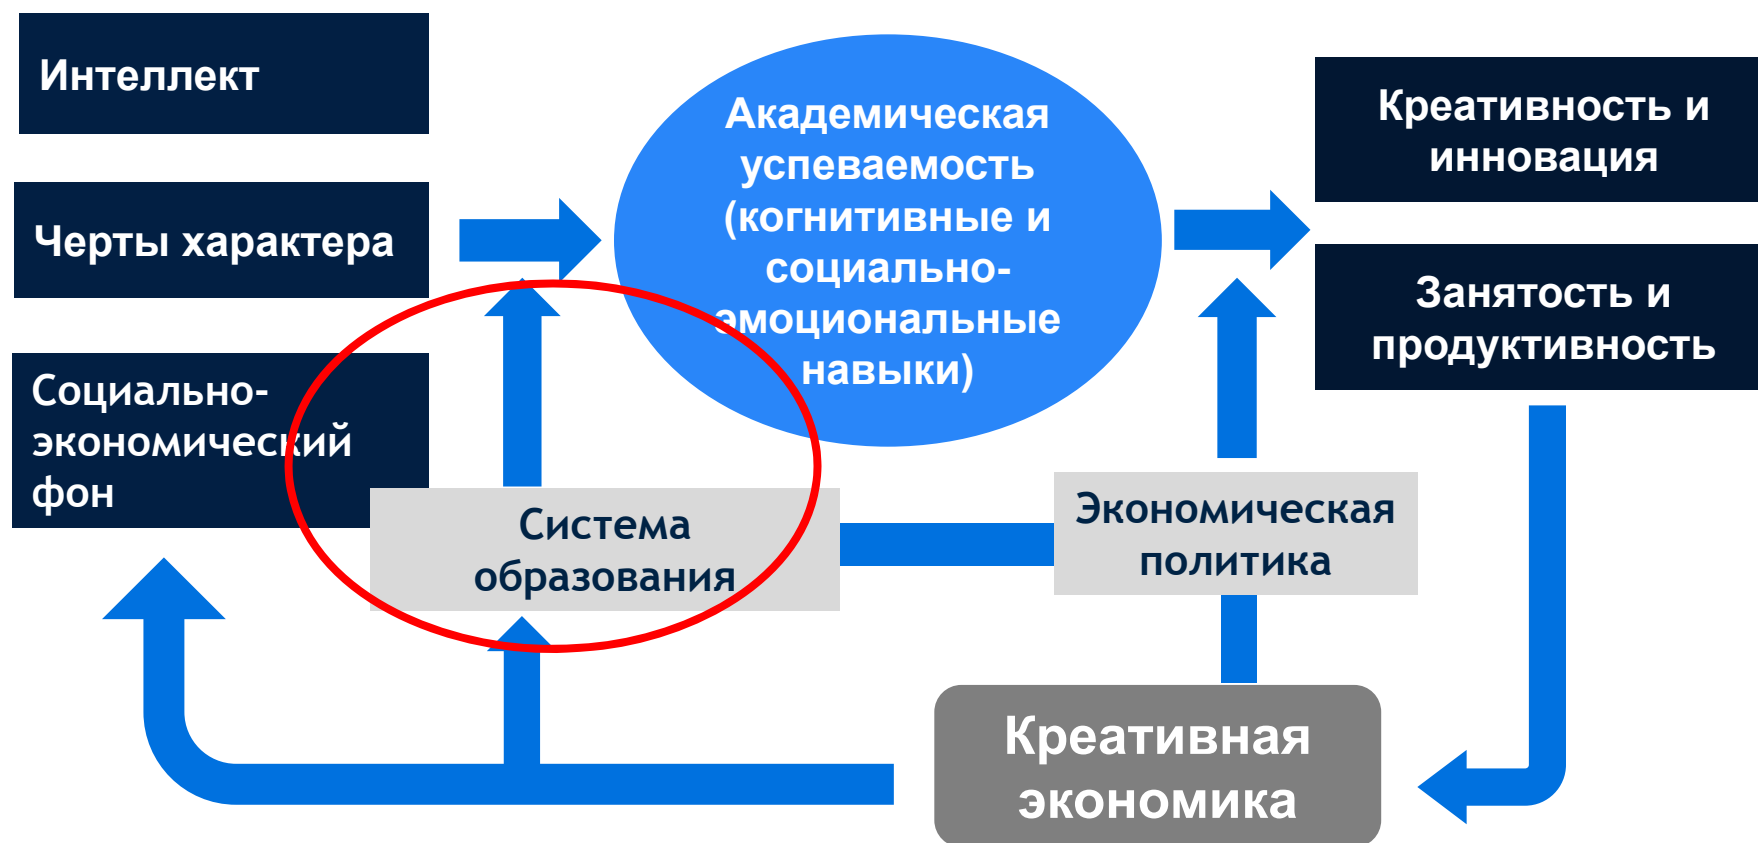 Интеллект
Черты характера
Социально-
экономический
фон
Академическая
успеваемость
(когнитивные и
социально-
эмоциональные
навыки)
Креативность и
инновация
Занятость и
продуктивность
Система
образования
Экономическая
политика
Креативная
экономика